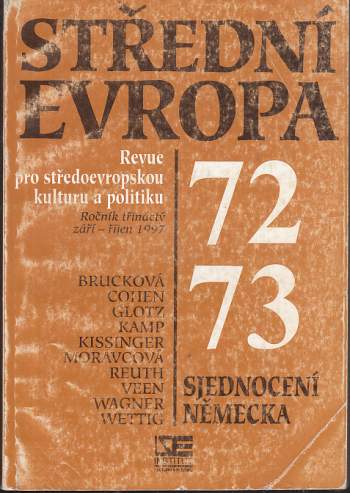 STŘEDNÍ
EVROPA
Revue
pro středoevropskou
kulturu a politiku
Ročník třináctý
září – říjen 1997
72
73
BRUCKOVÁ
COHEN
GLOTZ
KAMP
KISSINGER
MORAVCOVÁ
REUTH
VEEN
WAGNER
WETTIG
SJEDNOCENÍ
NĚMECKA
INSTITUT